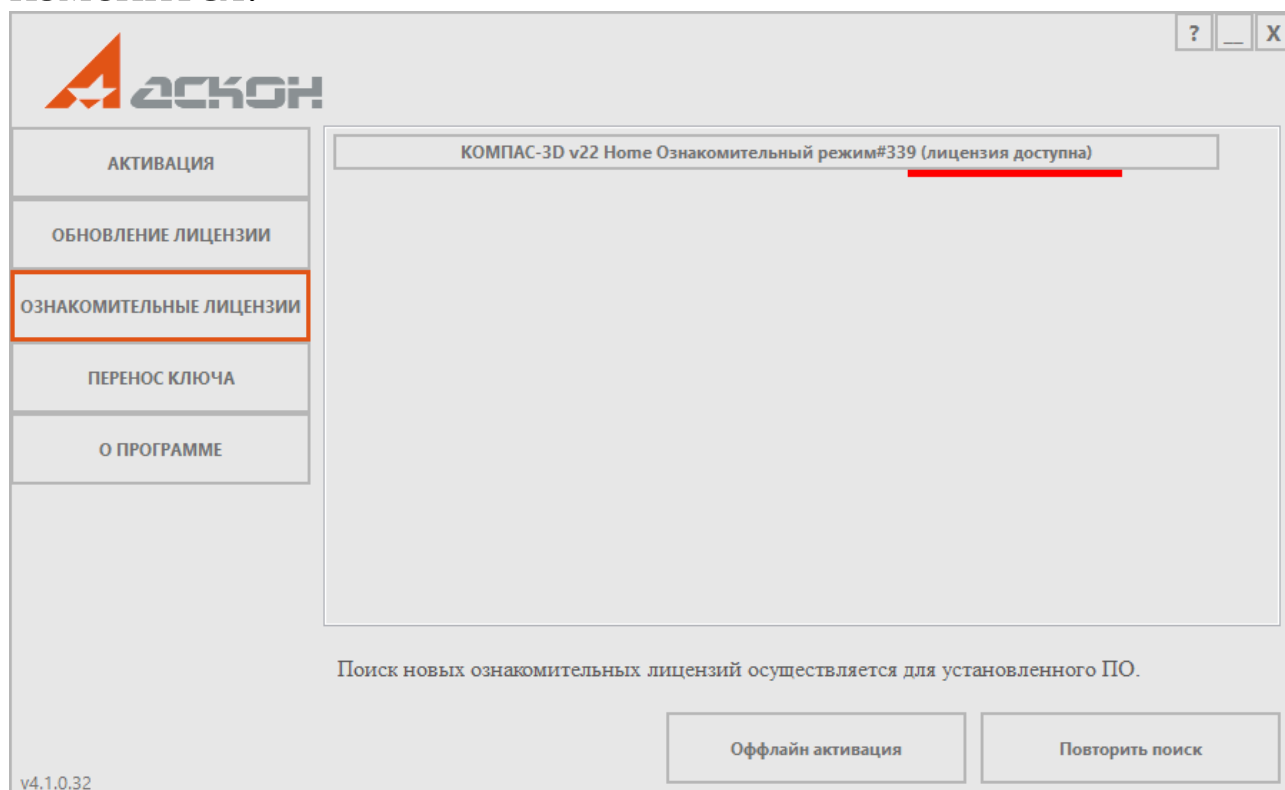 ? __ X
АСКОН
АКТИВАЦИЯ
ОБНОВЛЕНИЕ ЛИЦЕНЗИИ
ОЗНАКОМИТЕЛЬНЫЕ ЛИЦЕНЗИИ
ПЕРЕНОС КЛЮЧА
О ПРОГРАММЕ
КОМПАС-3D v22 Home Ознакомительный режим#339 (лицензия доступна)
Поиск новых ознакомительных лицензий осуществляется для установленного ПО.
Оффлайн активация
Повторить поиск
v4.1.0.32